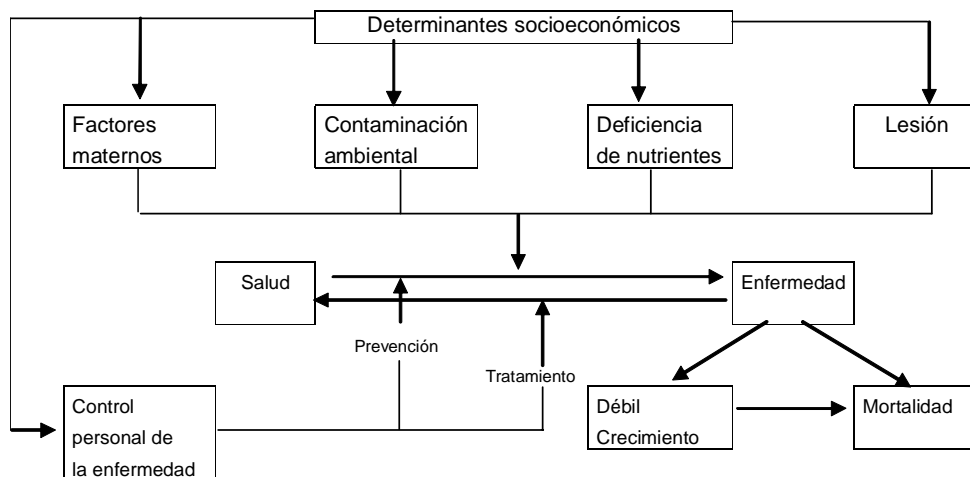 Determinantes socioeconómicos
Factores
maternos
Contaminación
ambiental
Deficiencia
de nutrientes
Lesión
Salud
Enfermedad
Prevención
Tratamiento
Control
personal de
la enfermedad
Débil
Crecimiento
Mortalidad